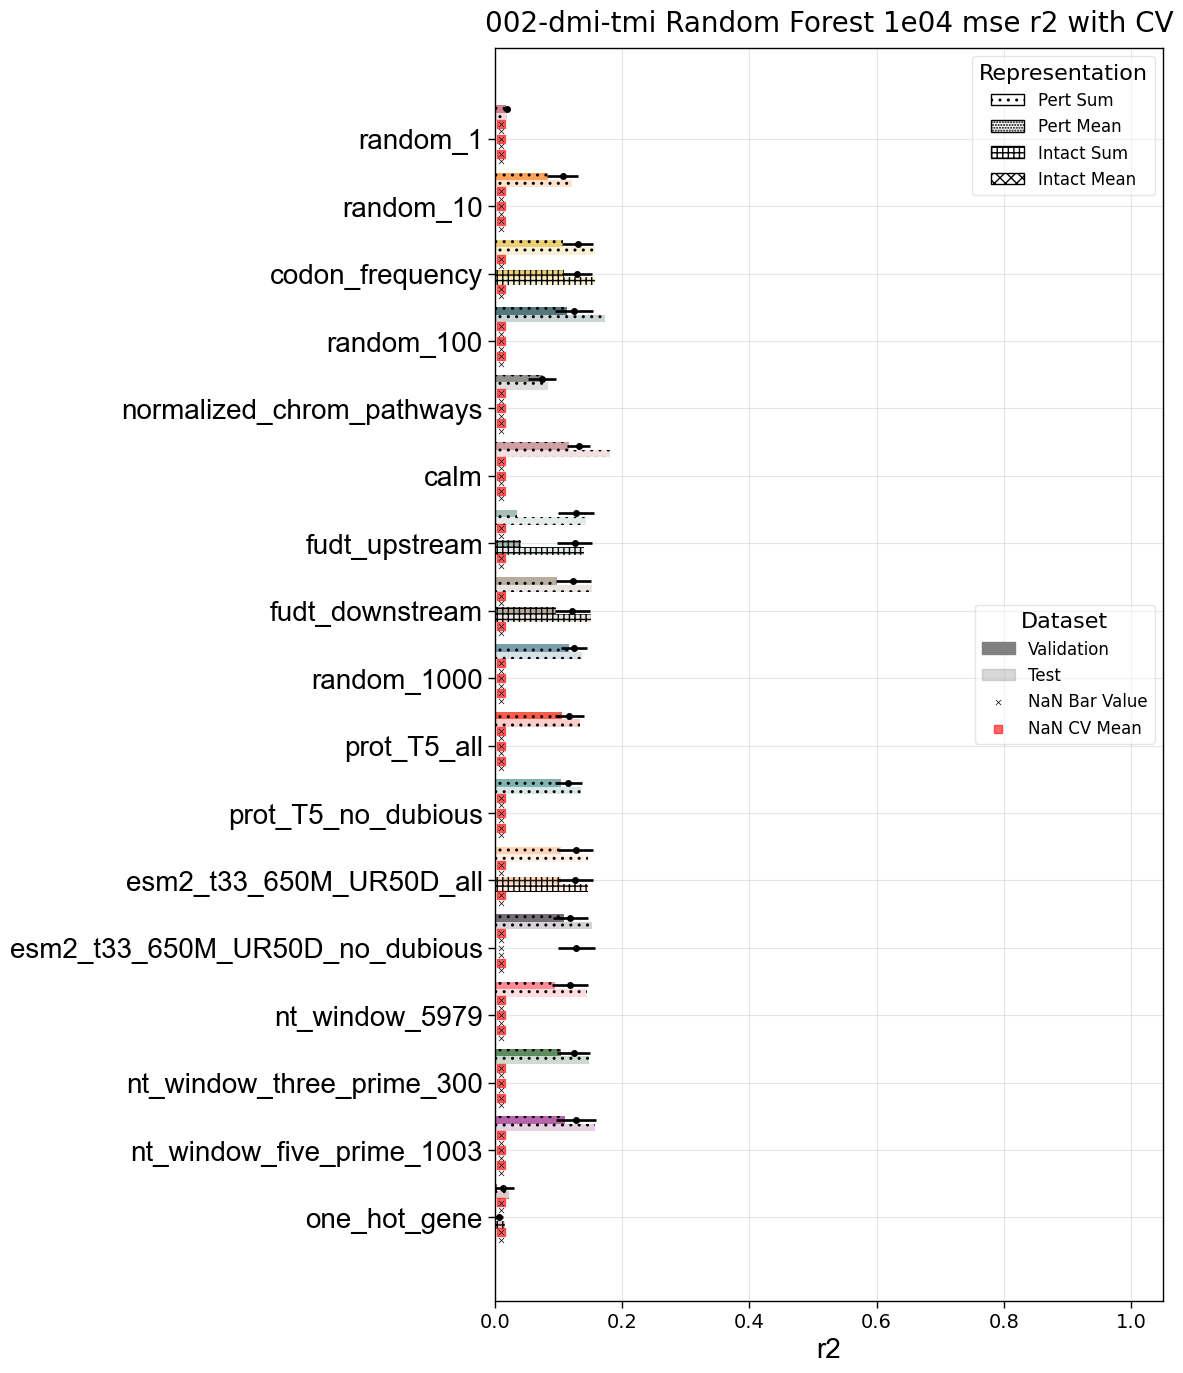 002-dmi-tmi Random Forest 1e04 mse r2 with CV
Representation
Pert Sum
Pert Mean
Intact Sum
Intact Mean
random_1
random_10
codon_frequency
random_100
normalized_chrom_pathways
calm
fudt_upstream
fudt_downstream
random_1000
prot_T5_all
prot_T5_no_dubious
esm2_t33_650M_UR50D_all
esm2_t33_650M_UR50D_no_dubious
nt_window_5979
nt_window_three_prime_300
nt_window_five_prime_1003
one_hot_gene
Dataset
Validation
Test
NaN Bar Value
NaN CV Mean
0.0 0.2 0.4 0.6 0.8 1.0
r2